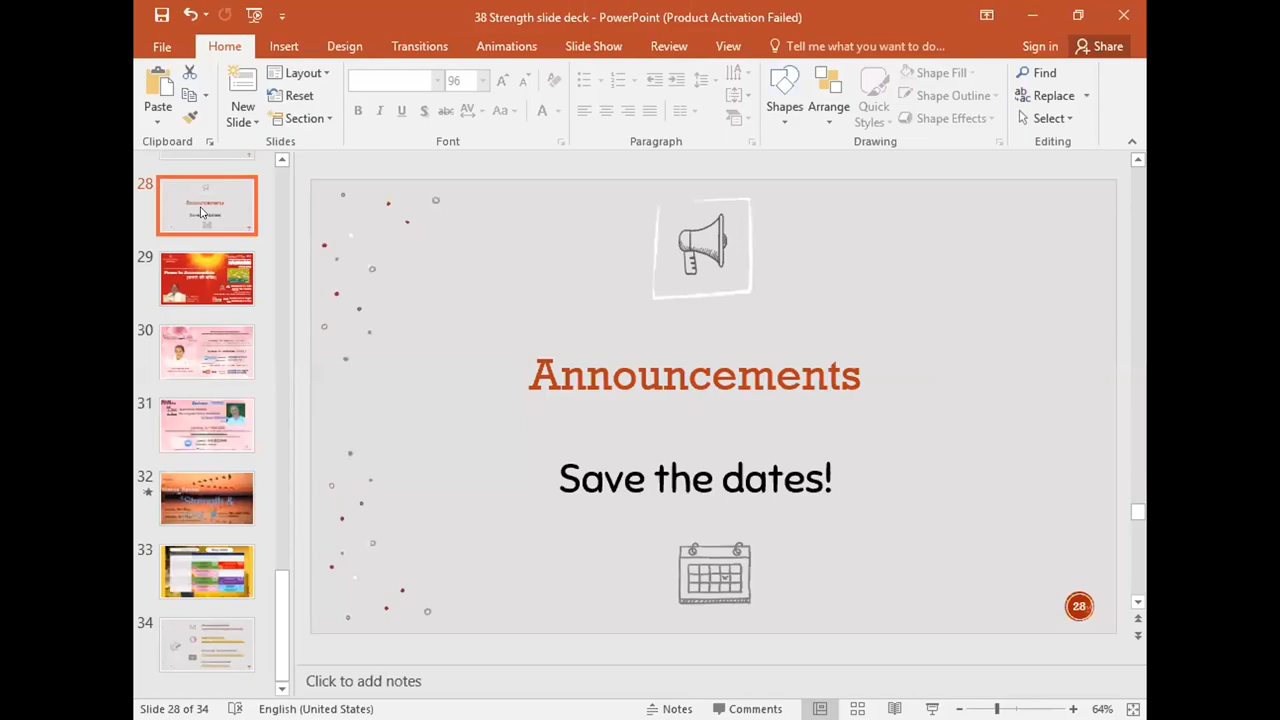 38 Strength slide deck - PowerPoint (Product Activation Failed)
File Home Insert Design Transitions Animations Slide Show Review View Tell me what you want to do... Sign in Share
Paste
Clipboard
New Slide
Layout
Reset
Section
Slides
96
B I U S abc AV Aa A
Font
Paragraph
Shapes
Arrange
Quick Styles
Shape Fill
Shape Outline
Shape Effects
Drawing
Find
Replace
Select
Editing
28
29
30
31
32
33
34
Announcements
Save the dates!
28
Click to add notes
Slide 28 of 34 English (United States) Notes Comments 64%